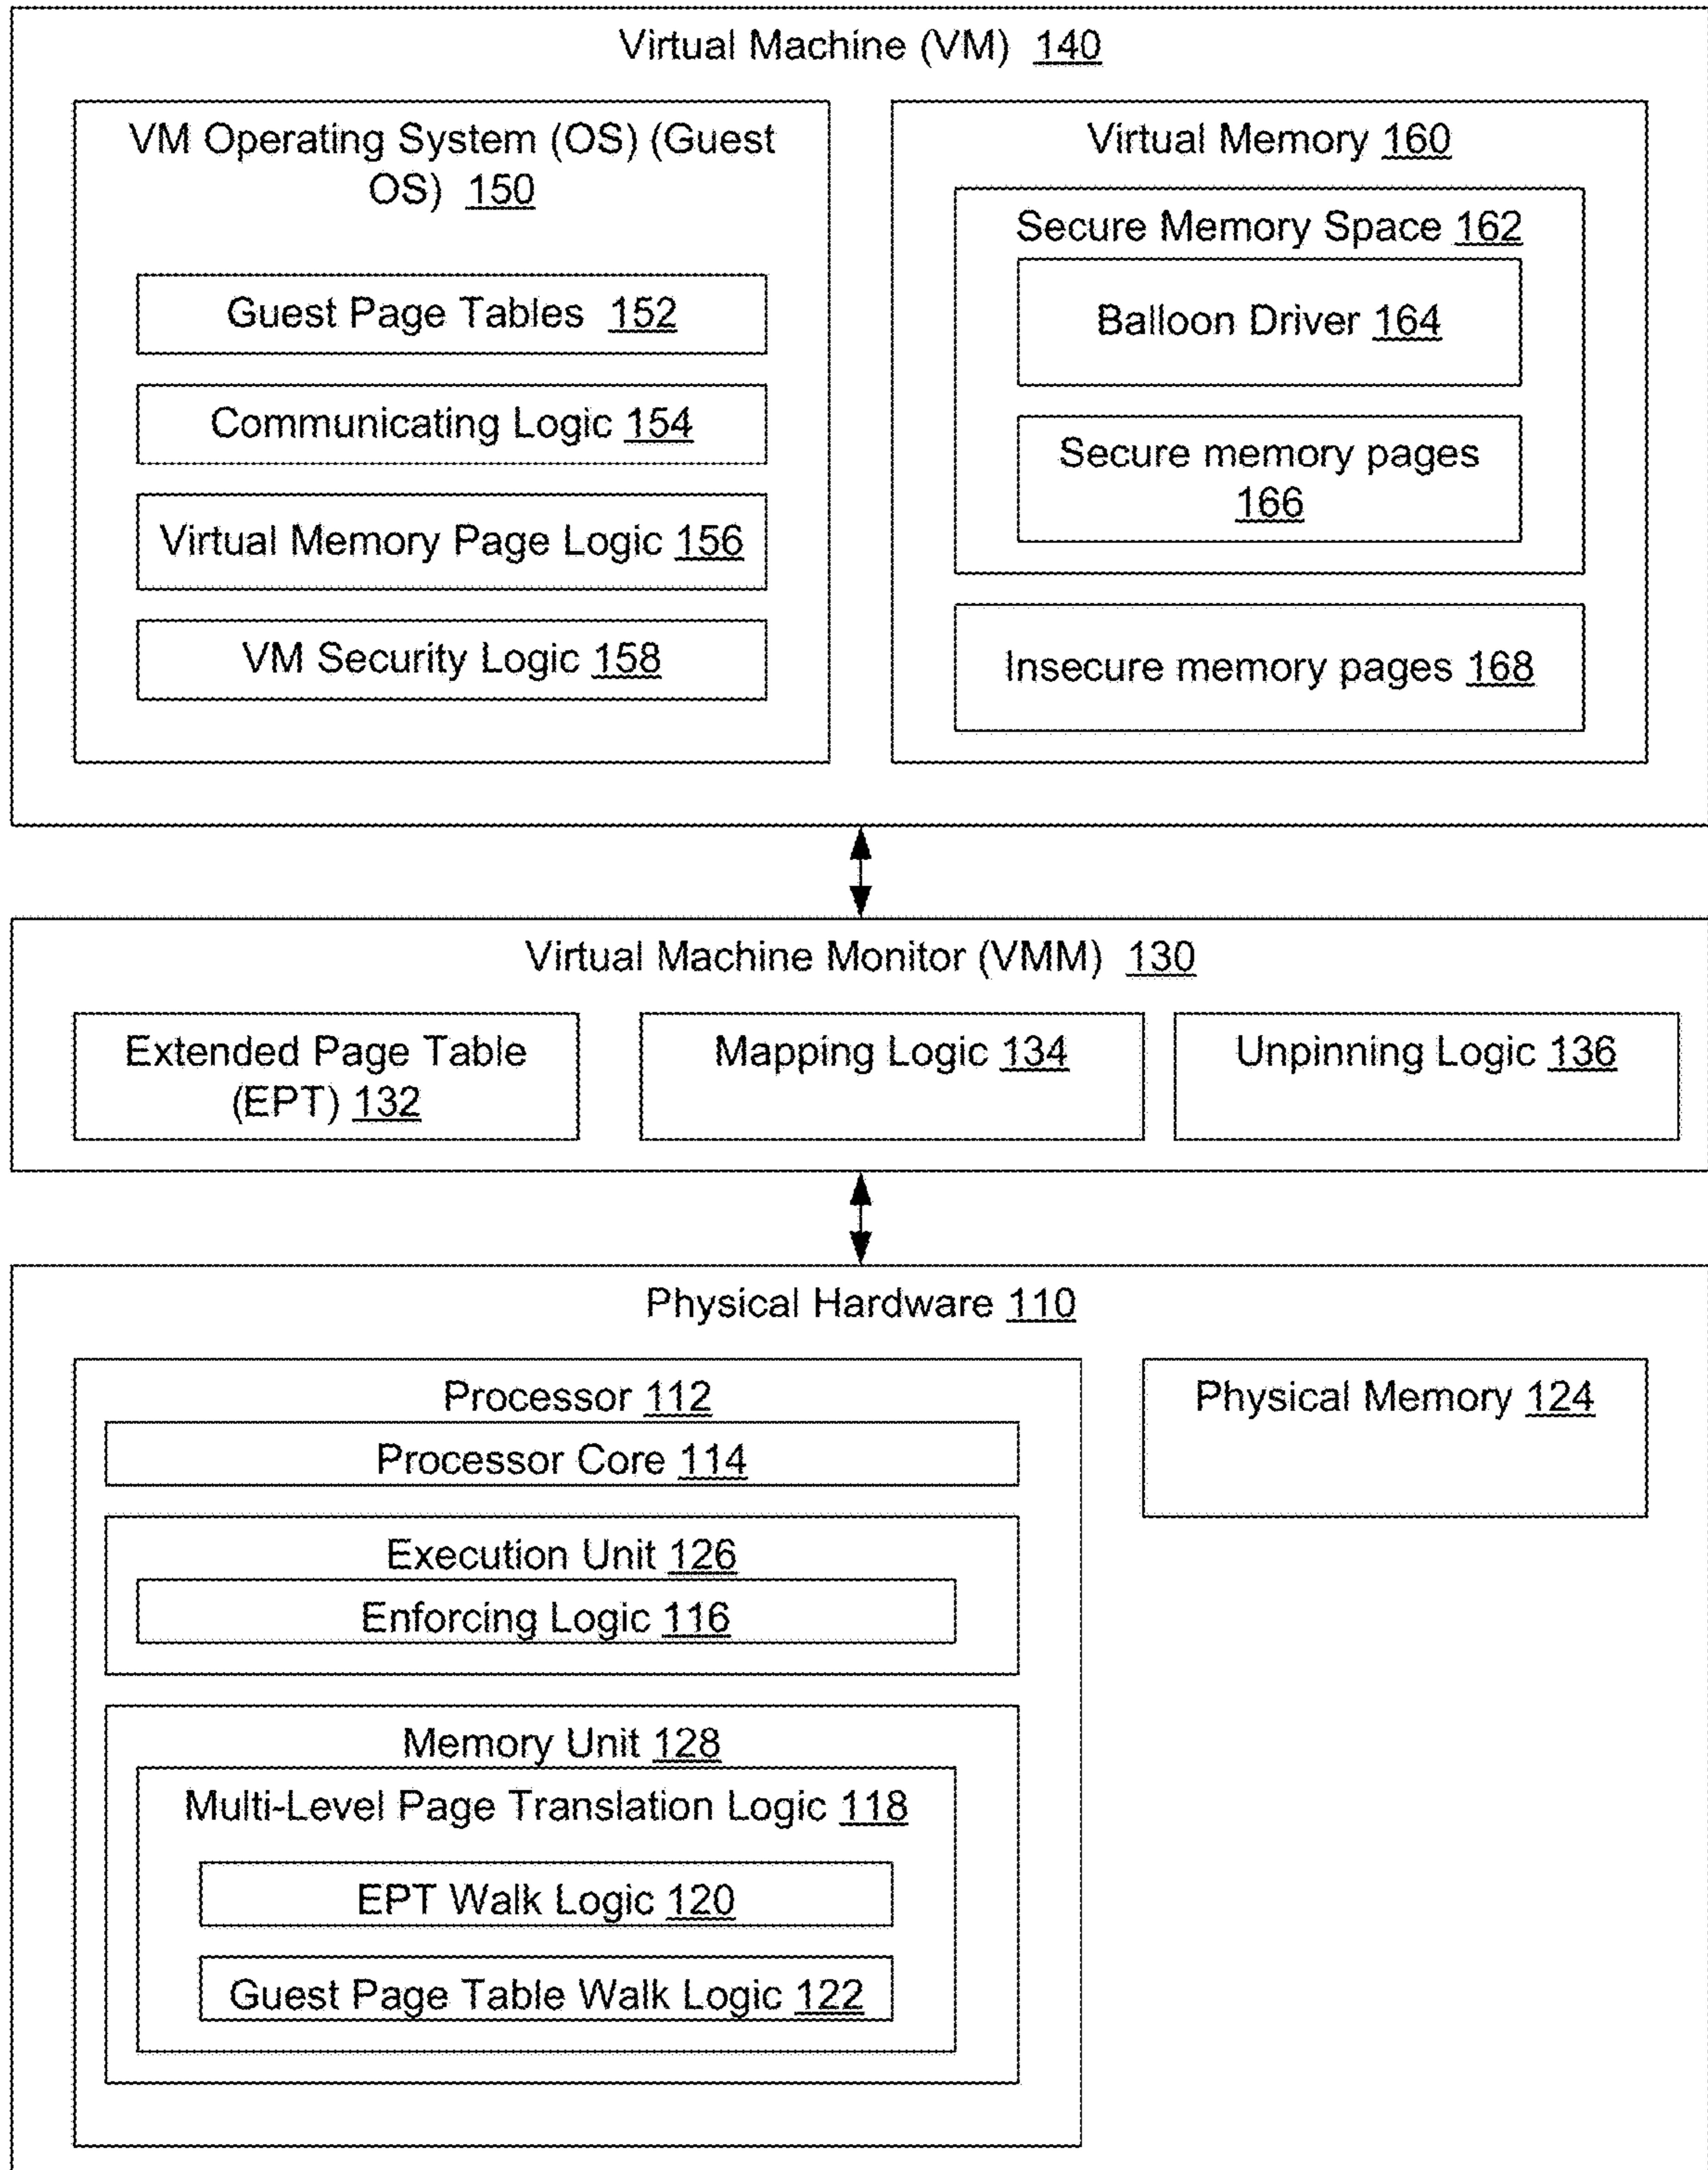 Virtual Machine (VM) 140
VM Operating System (OS) (Guest
OS) 150
Guest Page Tables 152
Communicating Logic 154
Virtual Memory Page Logic 156
VM Security Logic 158
Virtual Memory 160
Secure Memory Space 162
Balloon Driver 164
Secure memory pages
166
Insecure memory pages 168
Virtual Machine Monitor (VMM) 130
Extended Page Table
(EPT) 132
Mapping Logic 134
Unpinning Logic 136
Physical Hardware 110
Processor 112
Processor Core 114
Execution Unit 126
Enforcing Logic 116
Memory Unit 128
Multi-Level Page Translation Logic 118
EPT Walk Logic 120
Guest Page Table Walk Logic 122
Physical Memory 124